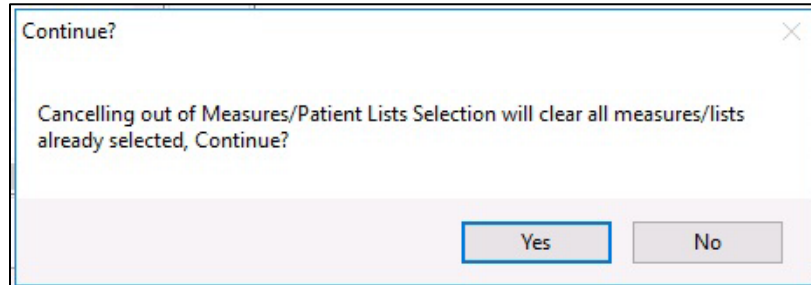 Continue?
Cancelling out of Measures/Patient Lists Selection will clear all measures/lists
already selected, Continue?
Yes
No